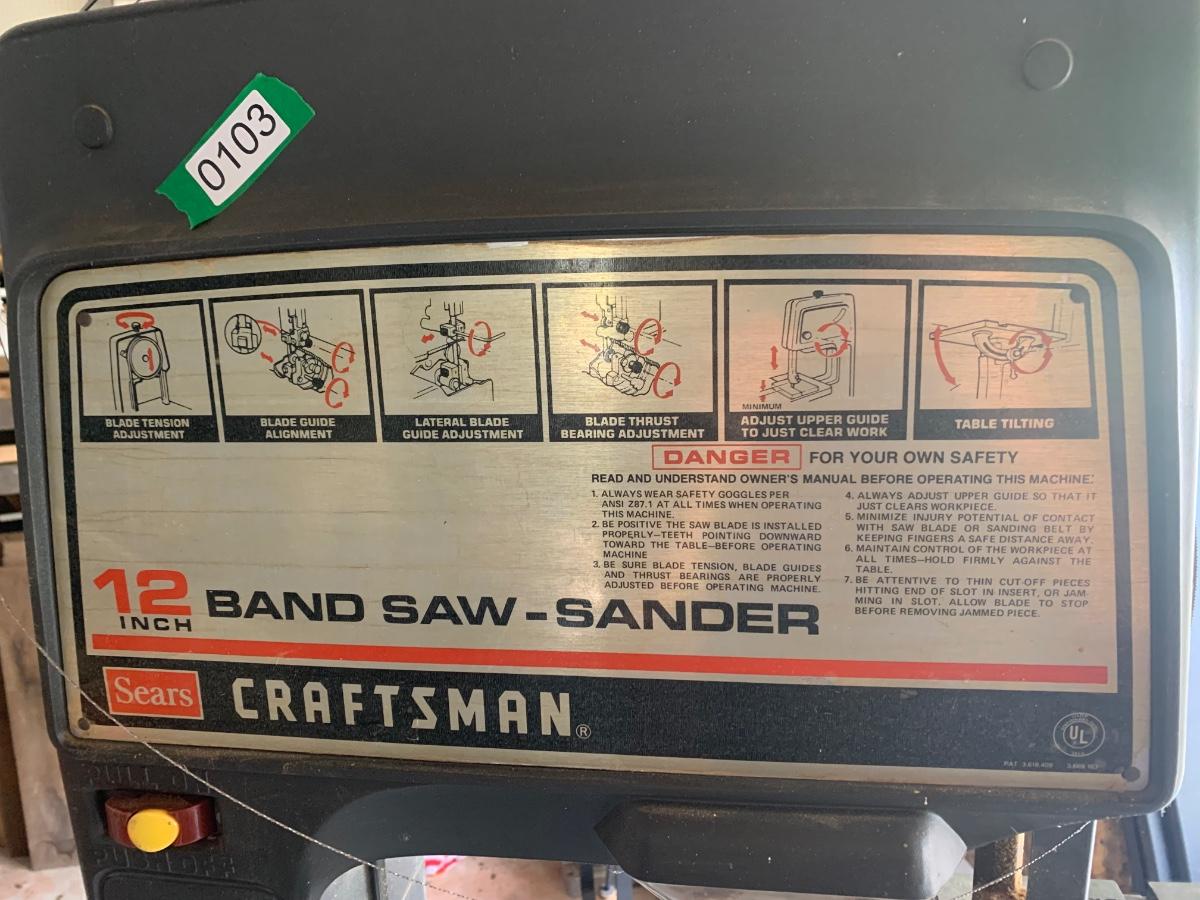 0103
BLADE TENSION
ADJUSTMENT
BLADE GUIDE
ALIGNMENT
LATERAL BLADE
GUIDE ADJUSTMENT
BLADE THRUST
BEARING ADJUSTMENT
MINIMUM
ADJUST UPPER GUIDE
TO JUST CLEAR WORK
TABLE TILTING
DANGER FOR YOUR OWN SAFETY
READ AND UNDERSTAND OWNER'S MANUAL BEFORE OPERATING THIS MACHINE:
1. ALWAYS WEAR SAFETY GOGGLES PER
ANSI Z87.1 AT ALL TIMES WHEN OPERATING
THIS MACHINE.
2. BE POSITIVE THE SAW BLADE IS INSTALLED
PROPERLY—TEETH POINTING DOWNWARD
TOWARD THE TABLE—BEFORE OPERATING
MACHINE
3. BE SURE BLADE TENSION, BLADE GUIDES
AND THRUST BEARINGS ARE PROPERLY
ADJUSTED BEFORE OPERATING MACHINE.
4. ALWAYS ADJUST UPPER GUIDE SO THAT IT
JUST CLEARS WORKPIECE.
5. MINIMIZE INJURY POTENTIAL OF CONTACT
WITH SAW BLADE OR SANDING BELT BY
KEEPING FINGERS A SAFE DISTANCE AWAY.
6. MAINTAIN CONTROL OF THE WORKPIECE AT
ALL TIMES—HOLD FIRMLY AGAINST THE
TABLE.
7. BE ATTENTIVE TO THIN CUT-OFF PIECES
HITTING END OF SLOT IN INSERT, OR JAM-
MING IN SLOT. ALLOW BLADE TO STOP
BEFORE REMOVING JAMMED PIECE.
12
INCH
BAND SAW-SANDER
Sears
CRAFTSMAN®
UL
PAT 3,618,409
PULL ON
PUSH OFF